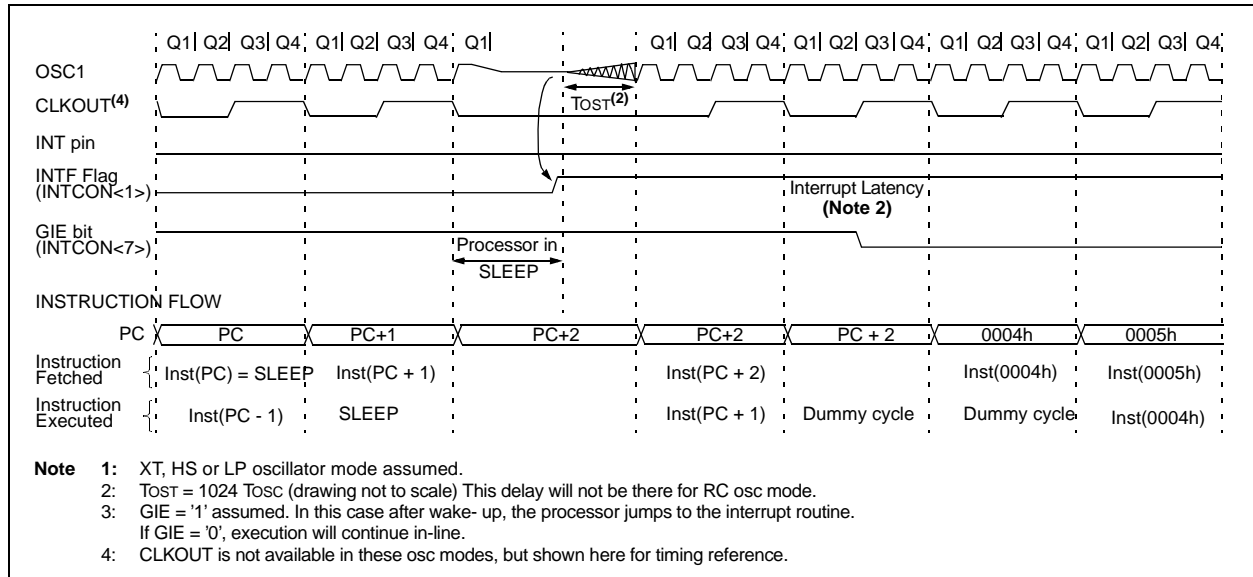 Q1 Q2 Q3 Q4 Q1 Q2 Q3 Q4 Q1 Q1 Q2 Q3 Q4 Q1 Q2 Q3 Q4 Q1 Q2 Q3 Q4 Q1 Q2 Q3 Q4
OSC1
TOST(2)
CLKOUT(4)
INT pin
INTF Flag
(INTCON<1>)
Interrupt Latency
(Note 2)
GIE bit
(INTCON<7>)
Processor in
SLEEP
INSTRUCTION FLOW
PC PC PC+1 PC+2 PC+2 PC + 2 0004h 0005h
Instruction
Fetched
Inst(PC) = SLEEP Inst(PC + 1) Inst(PC + 2) Inst(0004h) Inst(0005h)
Instruction
Executed
Inst(PC - 1) SLEEP Inst(PC + 1) Dummy cycle Dummy cycle Inst(0004h)
Note 1: XT, HS or LP oscillator mode assumed.
2: TOST = 1024 TOSC (drawing not to scale) This delay will not be there for RC osc mode.
3: GIE = '1' assumed. In this case after wake- up, the processor jumps to the interrupt routine.
If GIE = '0', execution will continue in-line.
4: CLKOUT is not available in these osc modes, but shown here for timing reference.